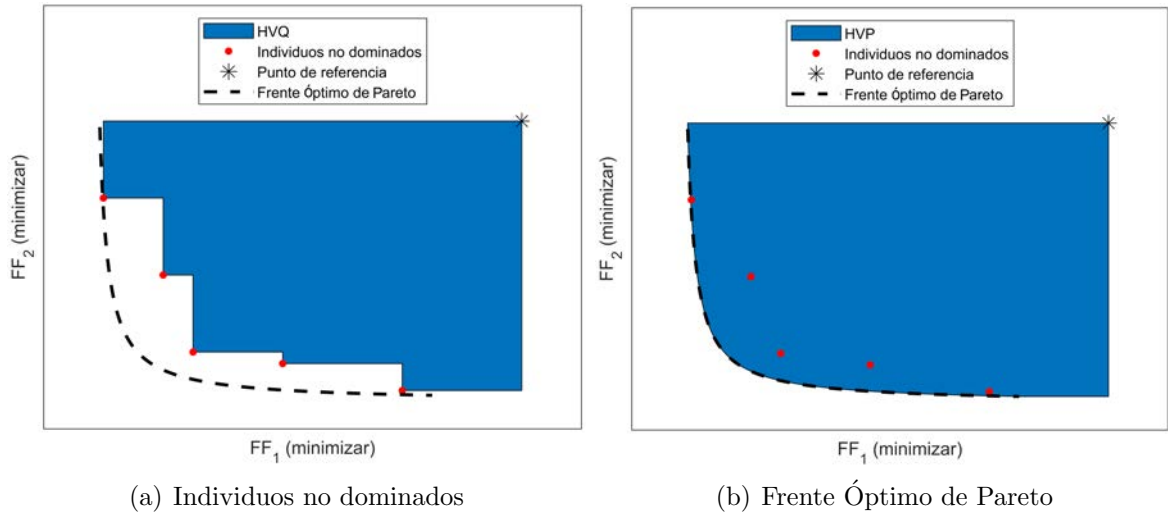 HVQ
Individuos no dominados
Punto de referencia
Frente Óptimo de Pareto
FF2 (minimizar)
FF1 (minimizar)
(a) Individuos no dominados
HVP
Individuos no dominados
Punto de referencia
Frente Óptimo de Pareto
FF2 (minimizar)
FF1 (minimizar)
(b) Frente Óptimo de Pareto